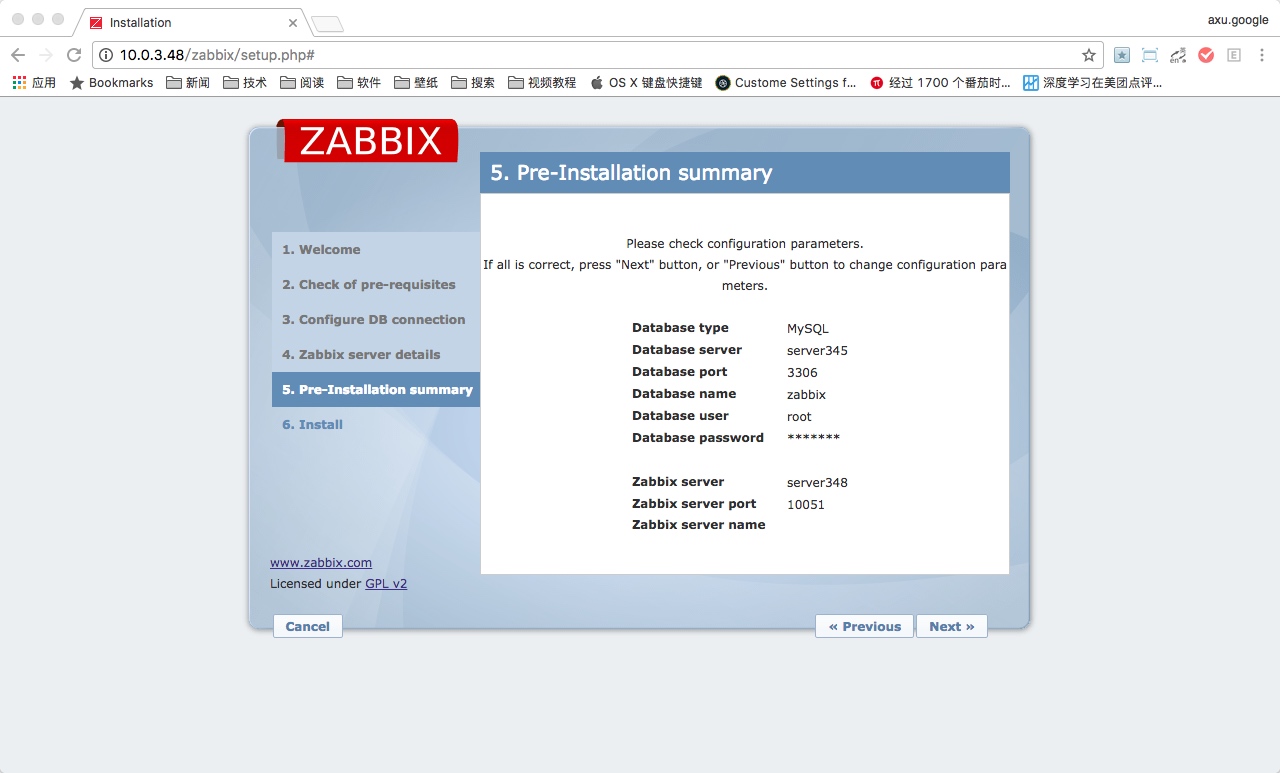 Installation
axu.google
10.0.3.48/zabbix/setup.php#
应用 Bookmarks 新闻 技术 阅读 软件 壁纸 搜索 视频教程 OS X 键盘快捷键 Custome Settings f... 经过 1700 个番茄时... 深度学习在美团点评...
ZABBIX
5. Pre-Installation summary
1. Welcome
2. Check of pre-requisites
3. Configure DB connection
4. Zabbix server details
5. Pre-Installation summary
6. Install
Please check configuration parameters.
If all is correct, press "Next" button, or "Previous" button to change configuration para
meters.
Database type MySQL
Database server server345
Database port 3306
Database name zabbix
Database user root
Database password *******
Zabbix server server348
Zabbix server port 10051
Zabbix server name
www.zabbix.com
Licensed under GPL v2
Cancel
« Previous Next »